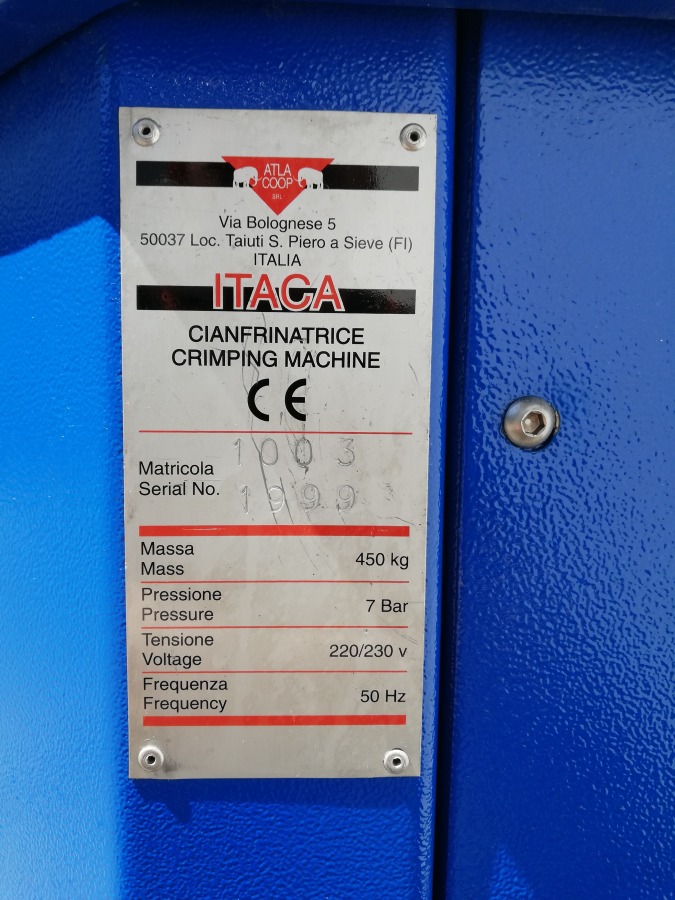 ATLA
COOP
SRL
Via Bolognese 5
50037 Loc. Taiuti S. Piero a Sieve (FI)
ITALIA
ITACA
CIANFRINATRICE
CRIMPING MACHINE
CE
1003
Matricola
Serial No.
1999
Massa
Mass
450 kg
Pressione
Pressure
7 Bar
Tensione
Voltage
220/230 v
Frequenza
Frequency
50 Hz